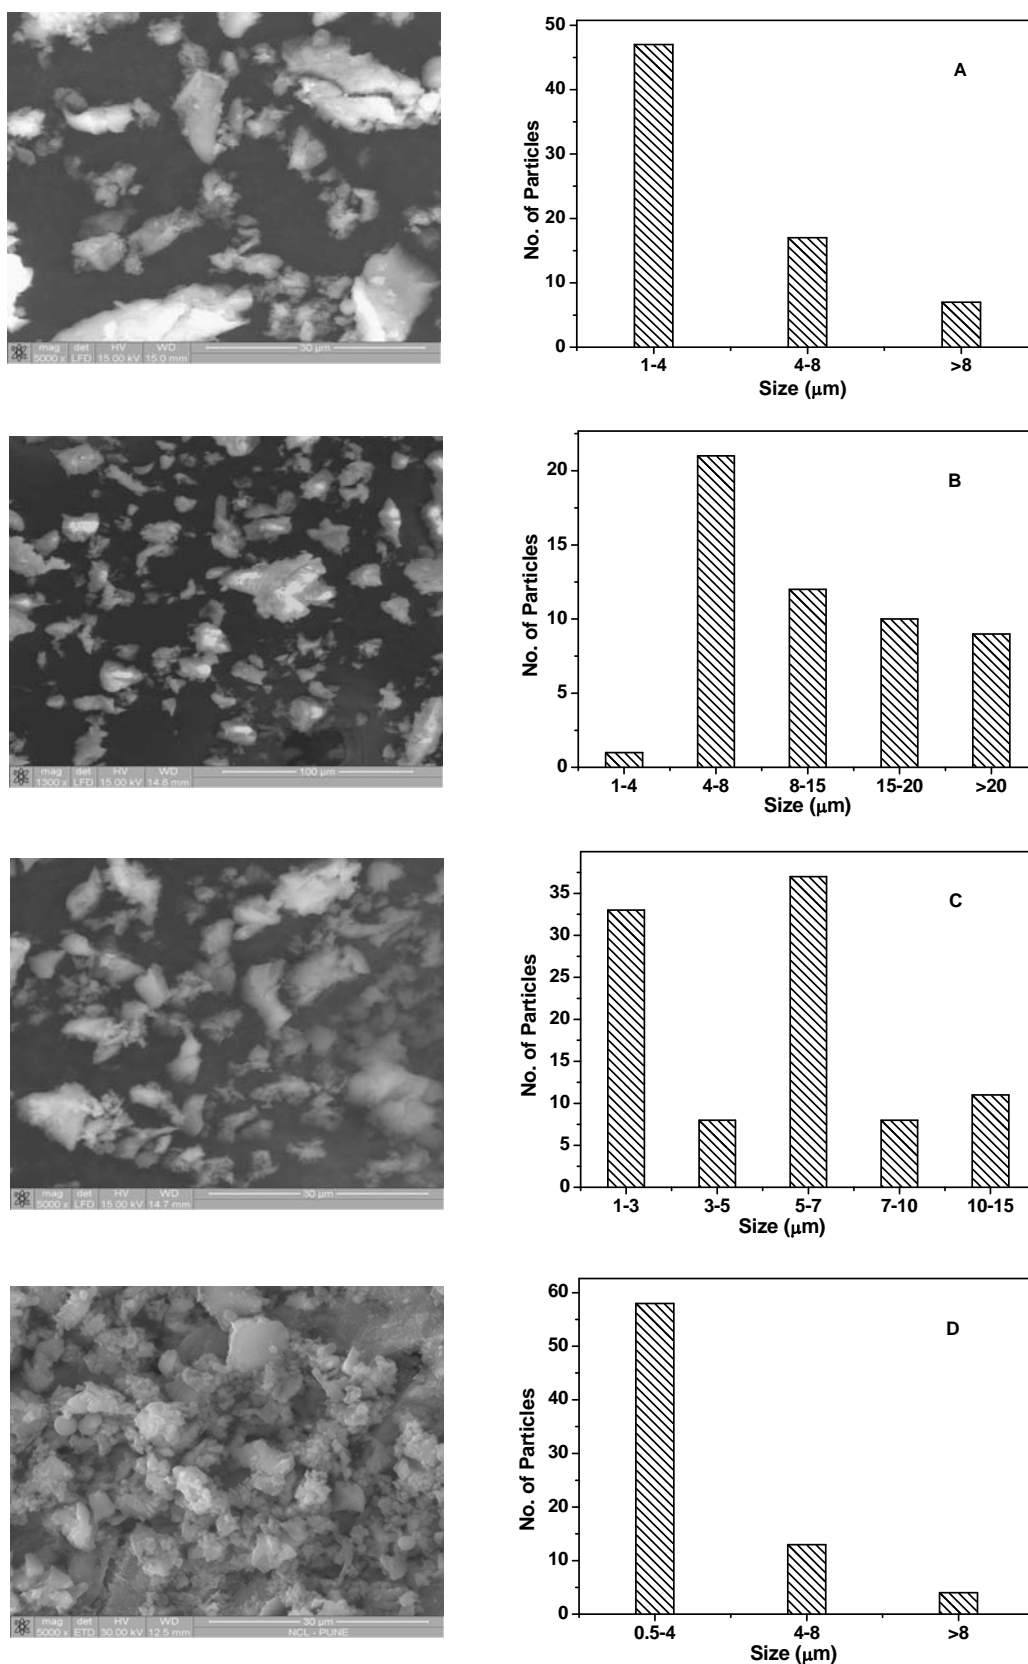 50
40
30
20
10
0
No. of Particles
A
1-4
4-8
>8
Size (μm)
mag
det
HV
WD
30 μm
5000 x
LFD
15.00 kV
15.0 mm
20
15
10
5
0
No. of Particles
B
1-4
4-8
8-15
15-20
>20
Size (μm)
mag
det
HV
WD
100 μm
1300 x
LFD
15.00 kV
14.6 mm
35
30
25
20
15
10
5
0
No. of Particles
C
1-3
3-5
5-7
7-10
10-15
Size (μm)
mag
det
HV
WD
30 μm
5000 x
LFD
15.00 kV
14.7 mm
60
50
40
30
20
10
0
No. of Particles
D
0.5-4
4-8
>8
Size (μm)
mag
det
HV
WD
30 μm
5000 x
ETD
30.00 kV
12.5 mm
NCL - PUNE